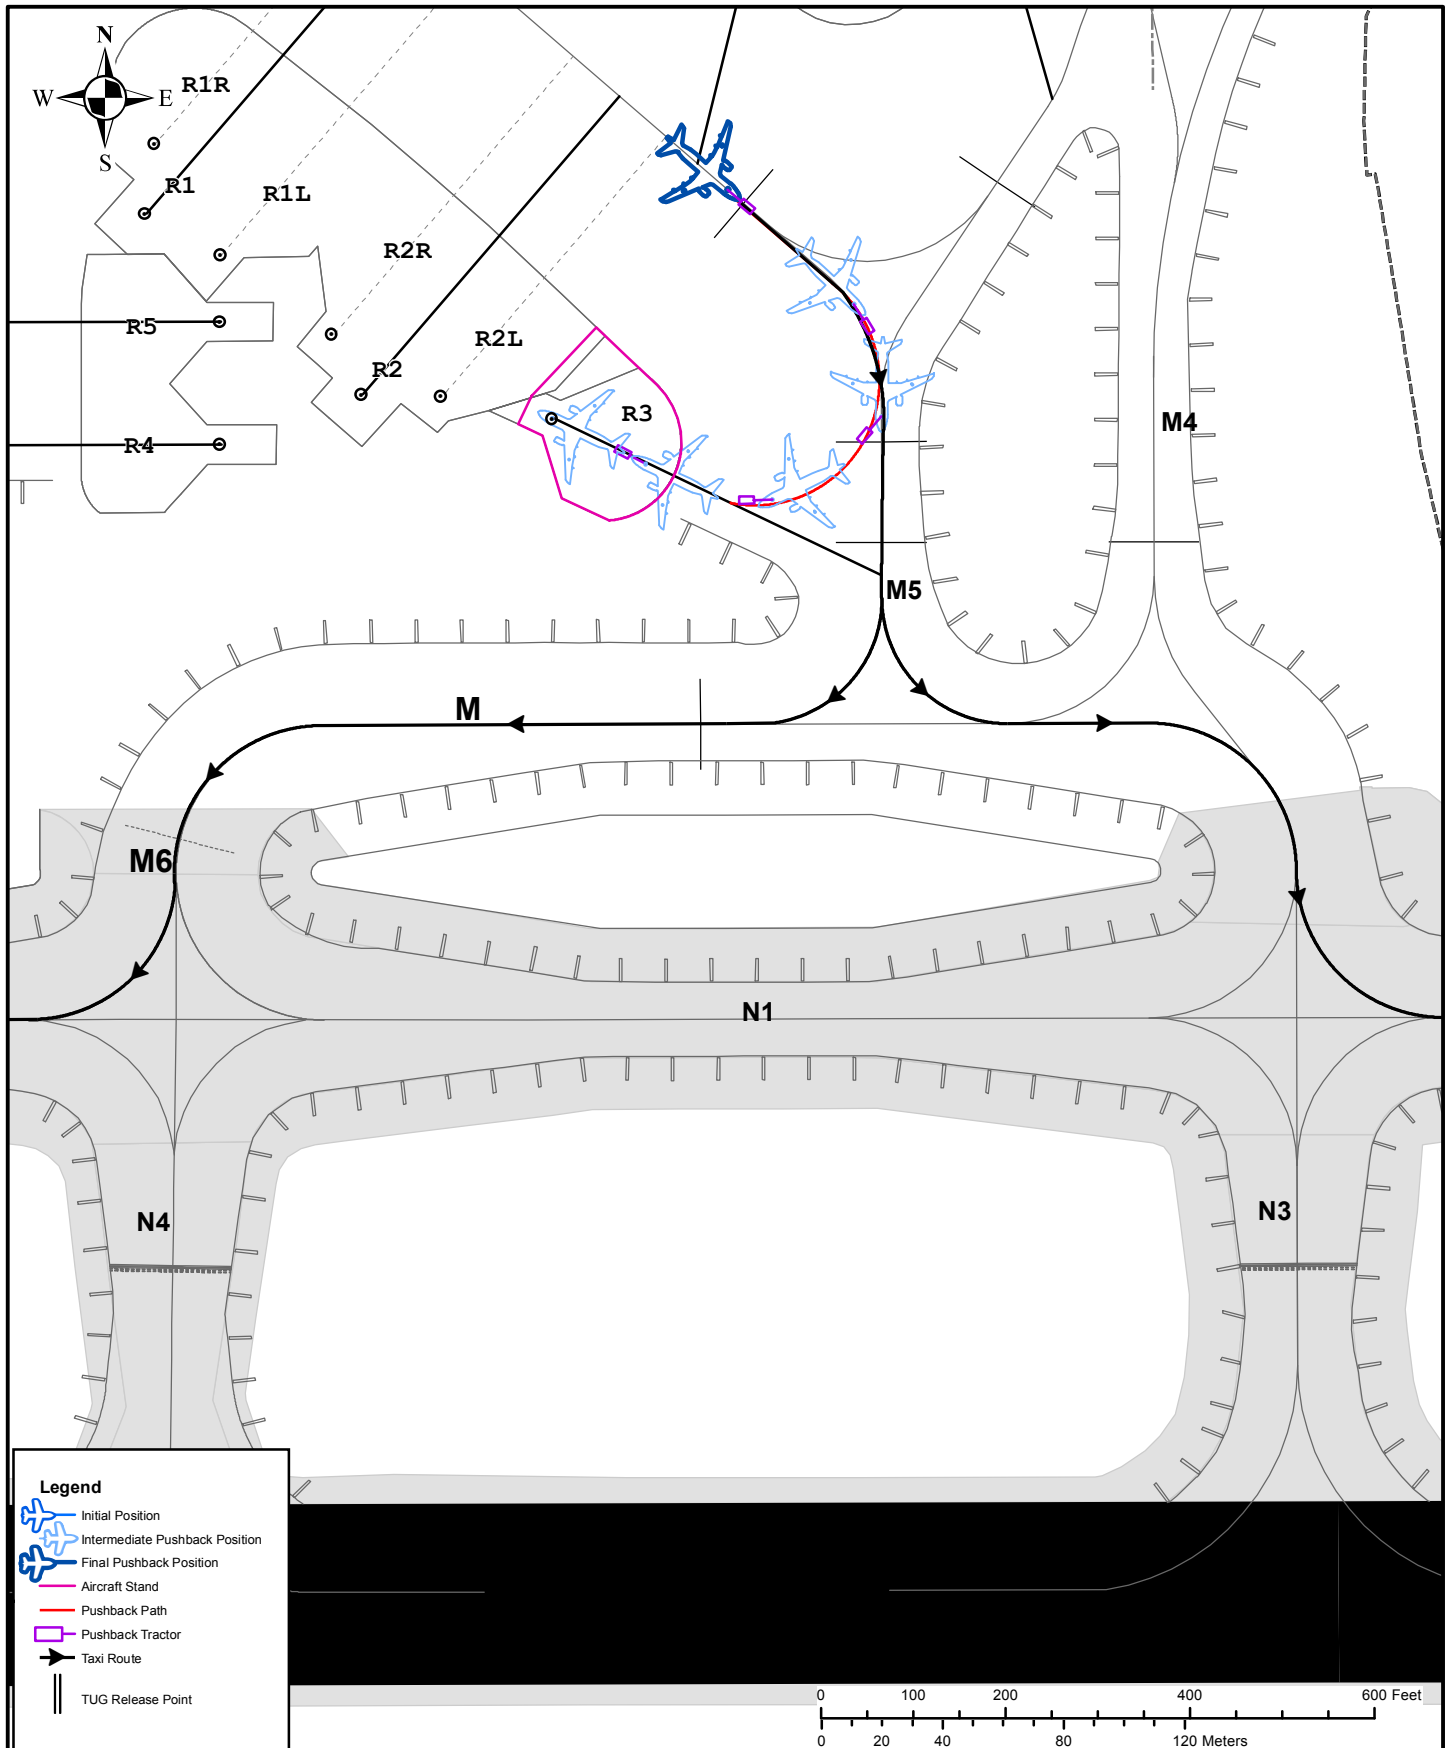 N
W E
S
R1R
R1
R1L
R2R
R5
R2L
R2
R3
R4
M4
M5
M
M6
N1
N4
N3
Legend
Initial Position
Intermediate Pushback Position
Final Pushback Position
Aircraft Stand
Pushback Path
Pushback Tractor
Taxi Route
TUG Release Point
0 100 200 400 600 Feet
0 20 40 80 120 Meters